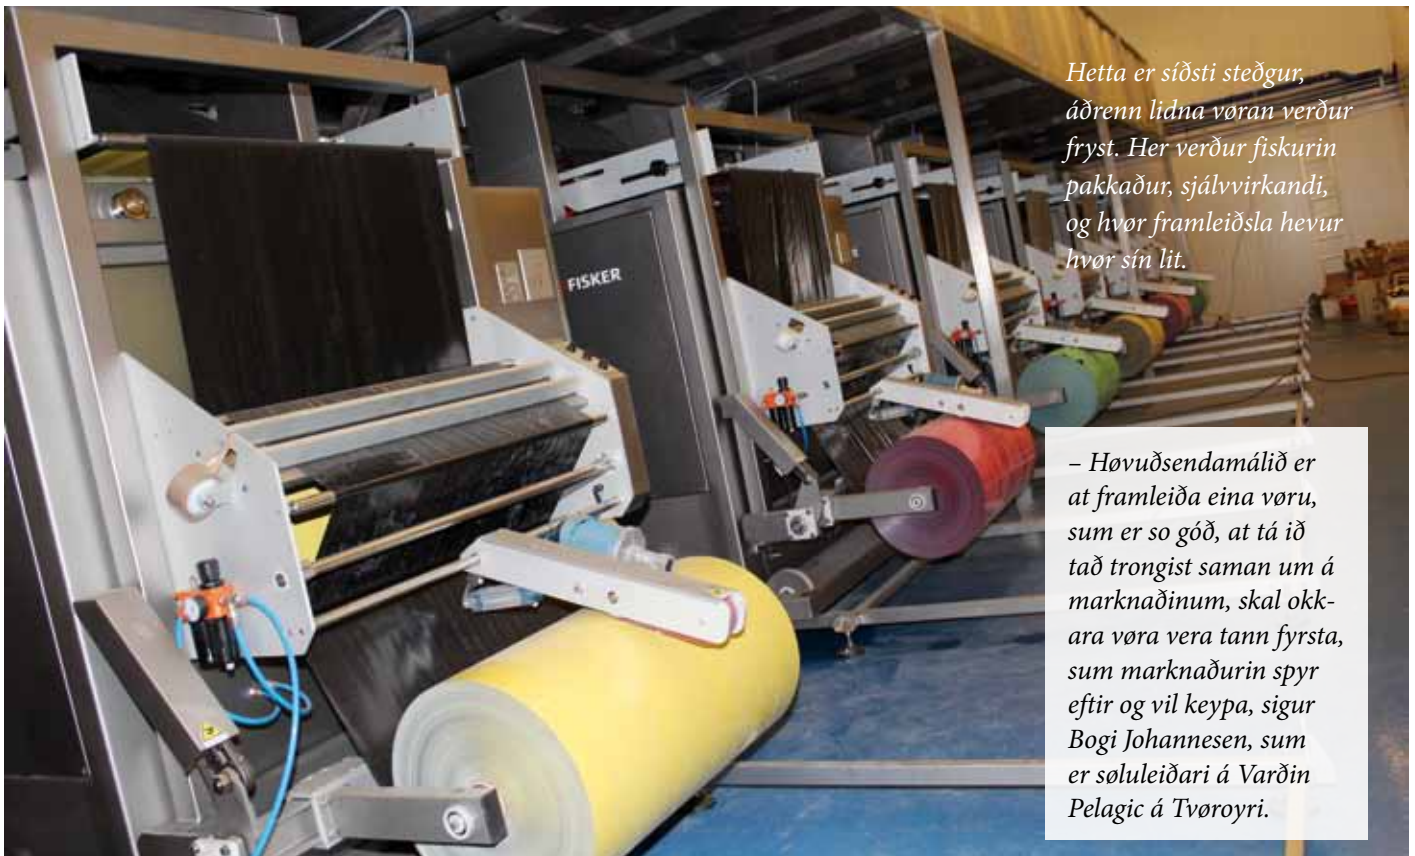 Hetta er síðsti steðgur,
áðrenn lidna vøran verður
fryst. Her verður fiskurin
pakkaður, sjálvvirkandi,
og hvør framleiðsla hevur
hvør sín lit.
FISKER
– Høvuðsendamálið er
at framleiða eina vøru,
sum er so góð, at tá ið
tað trongist saman um á
marknaðinum, skal okk-
ara vøra vera tann fyrsta,
sum marknaðurin spyr
eftir og vil keypa, sigur
Bogi Johannesen, sum
er søluleiðari á Varðin
Pelagic á Tvøroyri.